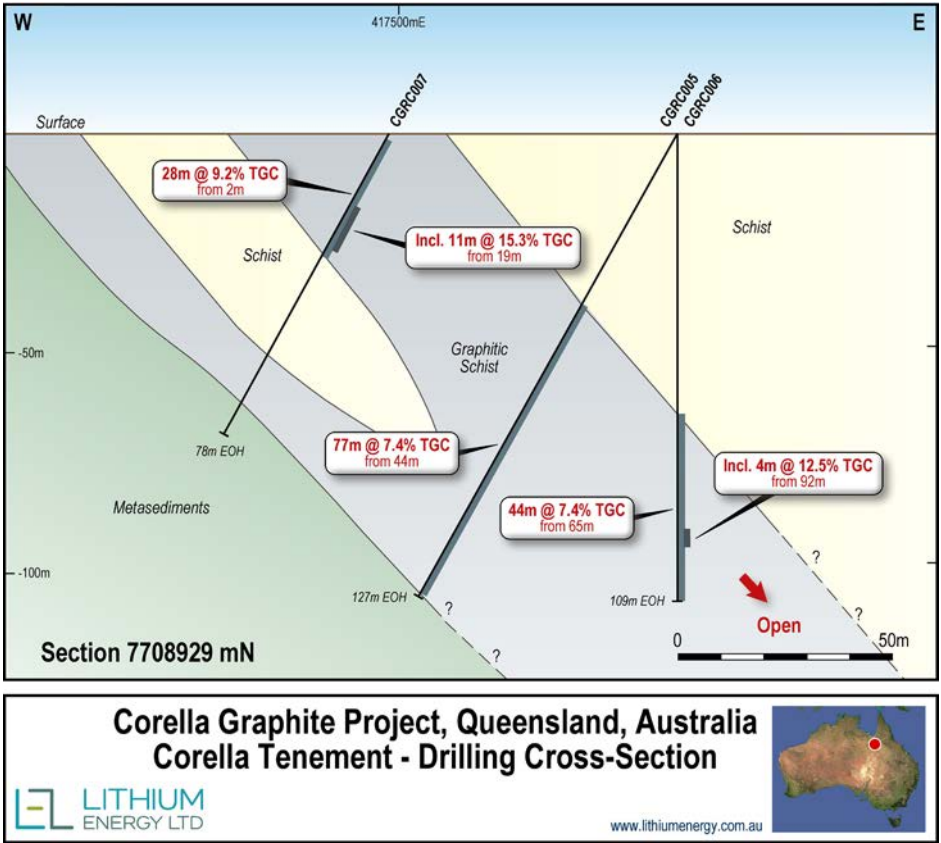 W
417500mE
E
CGRC007
CGRC005
CGRC006
Surface
28m @ 9.2% TGC
from 2m
Incl. 11m @ 15.3% TGC
from 19m
Schist
Schist
-50m
Graphitic
Schist
78m EOH
77m @ 7.4% TGC
from 44m
Incl. 4m @ 12.5% TGC
from 92m
Metasediments
44m @ 7.4% TGC
from 65m
-100m
?
127m EOH
?
109m EOH
?
Open
Section 7708929 mN
?
0
50m
Corella Graphite Project, Queensland, Australia
Corella Tenement - Drilling Cross-Section
LEL LITHIUM
ENERGY LTD
www.lithiumenergy.com.au